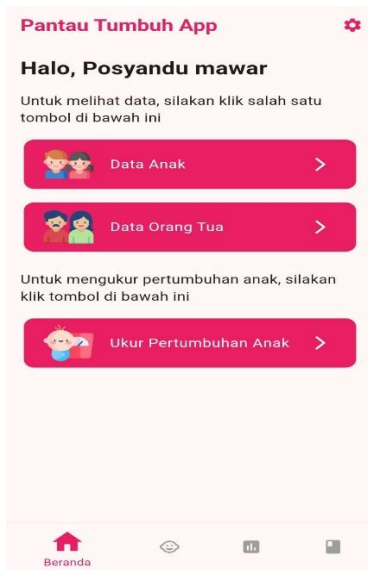 Pantau Tumbuh App
Halo, Posyandu mawar
Untuk melihat data, silakan klik salah satu
tombol di bawah ini
Data Anak
Data Orang Tua
Untuk mengukur pertumbuhan anak, silakan
klik tombol di bawah ini
Ukur Pertumbuhan Anak
Beranda